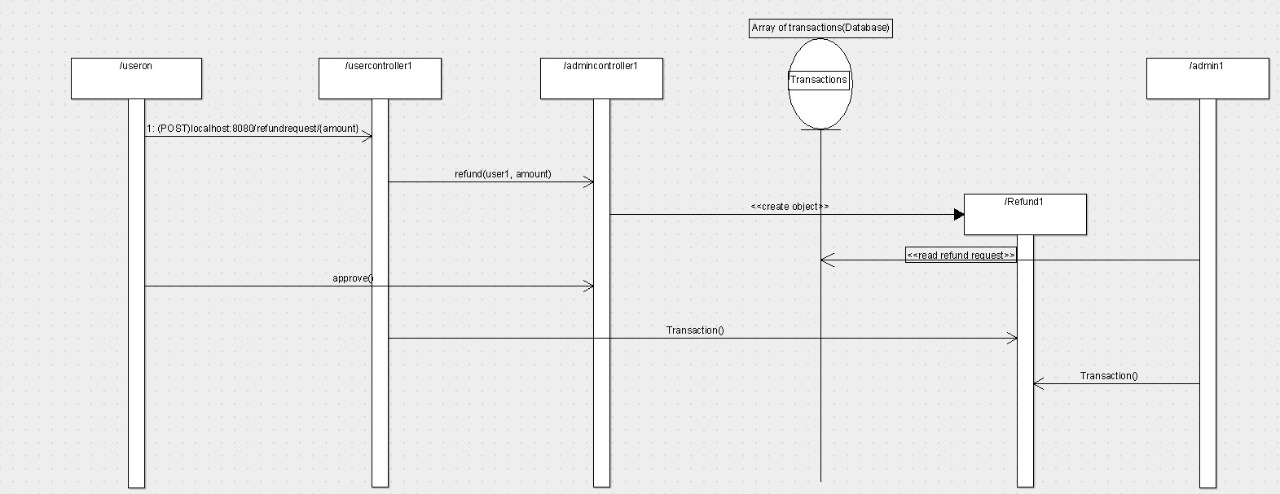 Array of transactions(Database)
/useron
/usercontroller1
/admincontroller1
Transactions
/admin1
1: (POST)localhost:8080/refundrequest/(amount)
refund(user1, amount)
<<create object>>
/Refund1
<<read refund request>>
approve()
Transaction()
Transaction()